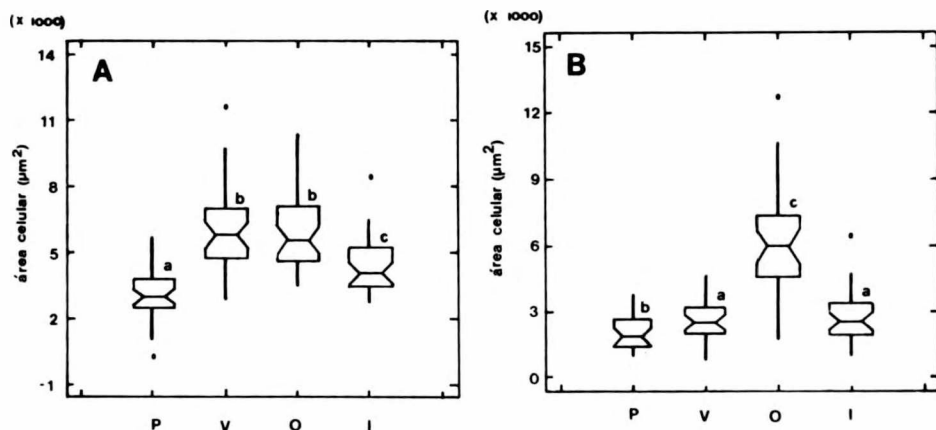 (x 1000)
A
área celular (µm²)
14
11
8
5
2
-1
a
b
b
c
P
V
O
I
(x 1000)
B
área celular (µm²)
15
12
9
6
3
0
b
a
c
a
P
V
O
I